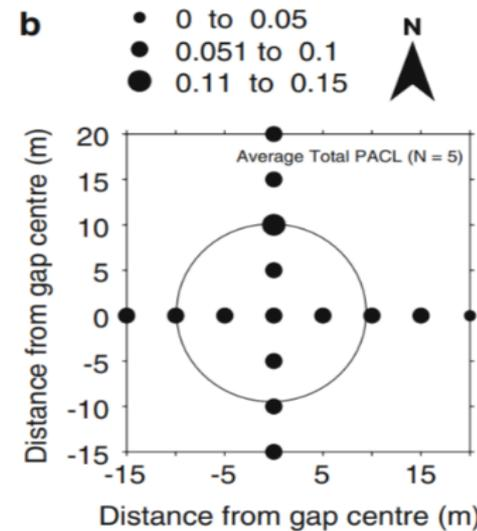 b
0 to 0.05
0.051 to 0.1
0.11 to 0.15
N
Average Total PACL (N = 5)
Distance from gap centre (m)
20
15
10
5
0
-5
-10
-15
-15 -5 5 15
Distance from gap centre (m)